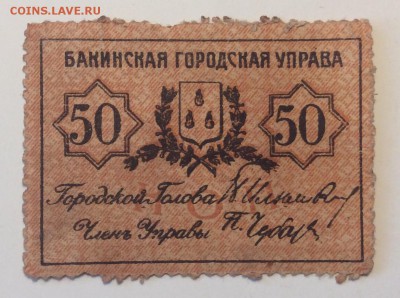 COINS.LAVE.RU
БАКИНСКАЯ ГОРОДСКАЯ УПРАВА
50 50
Городской Голова
Членъ Управы П.